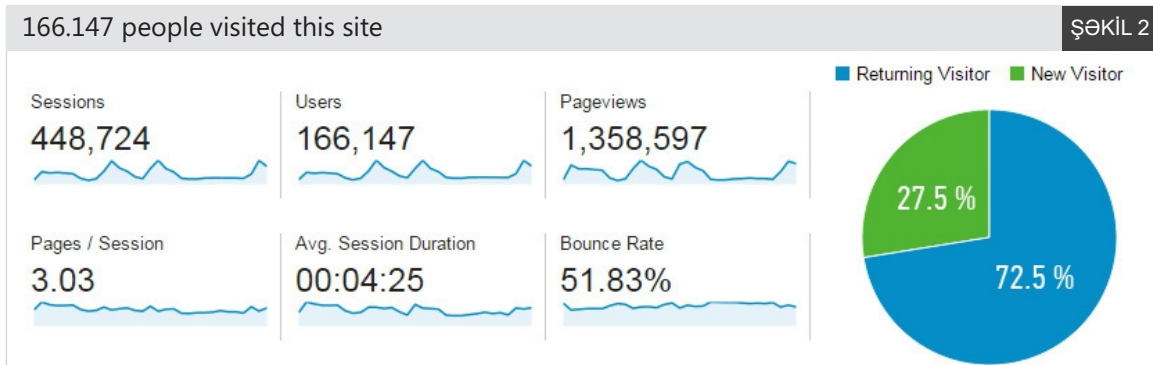 166.147 people visited this site
ŞƏKİL 2
Returning Visitor New Visitor
Sessions
448,724
Users
166,147
Pageviews
1,358,597
Pages / Session
3.03
Avg. Session Duration
00:04:25
Bounce Rate
51.83%
27.5 %
72.5 %